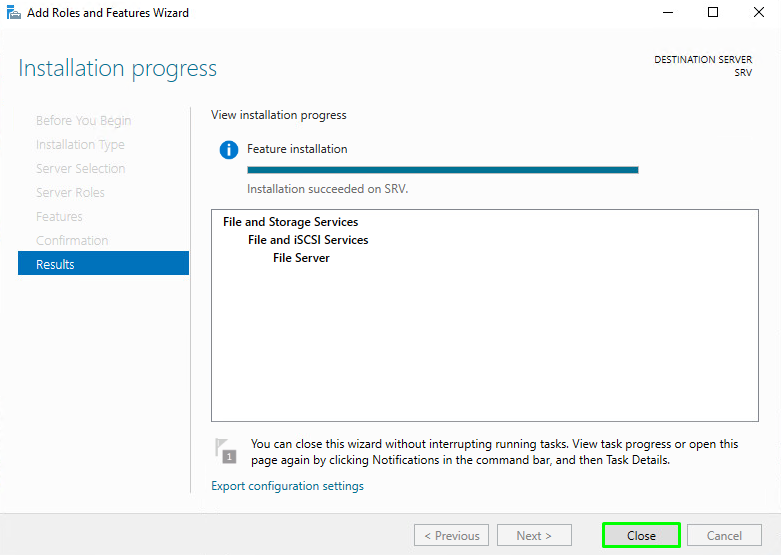 Add Roles and Features Wizard
Installation progress
DESTINATION SERVER
SRV
Before You Begin
Installation Type
Server Selection
Server Roles
Features
Confirmation
Results
View installation progress
Feature installation
Installation succeeded on SRV.
File and Storage Services
File and iSCSI Services
File Server
1
You can close this wizard without interrupting running tasks. View task progress or open this
page again by clicking Notifications in the command bar, and then Task Details.
Export configuration settings
< Previous
Next >
Close
Cancel